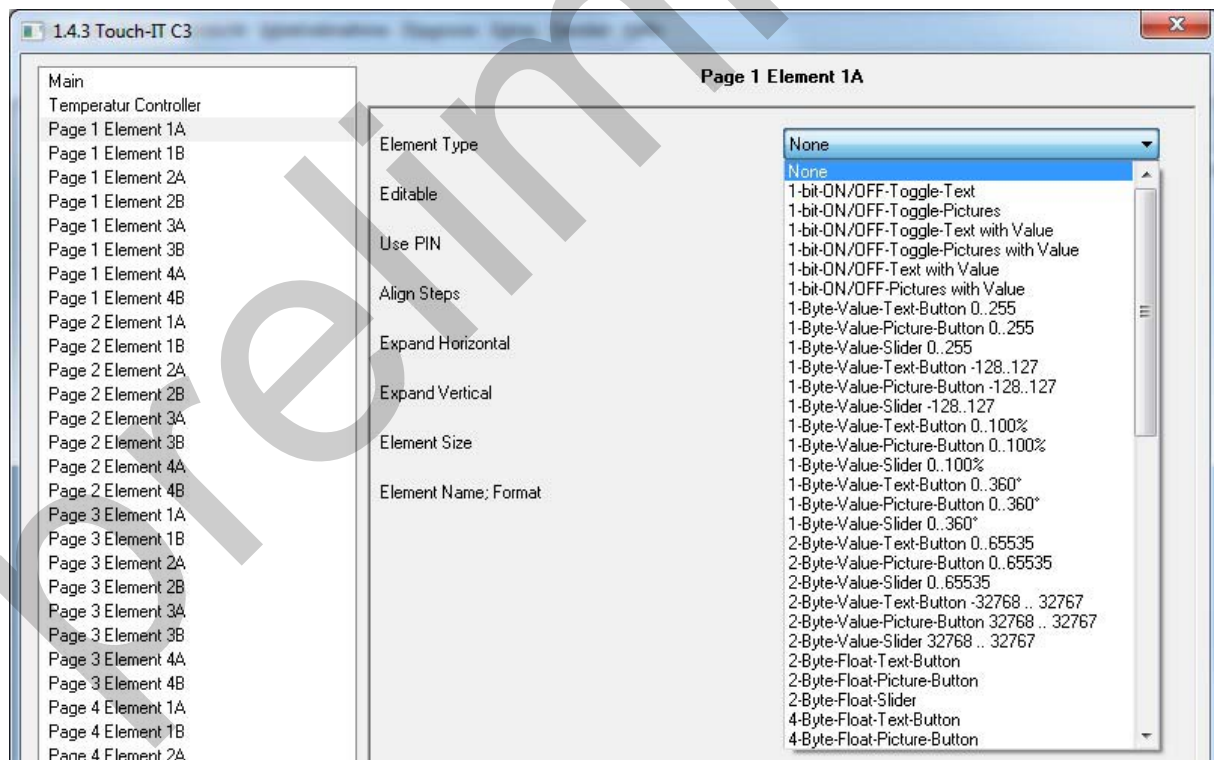 1.4.3 Touch-IT C3
Main
Temperatur Controller
Page 1 Element 1A
Page 1 Element 1B
Page 1 Element 2A
Page 1 Element 2B
Page 1 Element 3A
Page 1 Element 3B
Page 1 Element 4A
Page 1 Element 4B
Page 2 Element 1A
Page 2 Element 1B
Page 2 Element 2A
Page 2 Element 2B
Page 2 Element 3A
Page 2 Element 3B
Page 2 Element 4A
Page 2 Element 4B
Page 3 Element 1A
Page 3 Element 1B
Page 3 Element 2A
Page 3 Element 2B
Page 3 Element 3A
Page 3 Element 3B
Page 3 Element 4A
Page 3 Element 4B
Page 4 Element 1A
Page 4 Element 1B
Page 4 Element 2A
Page 1 Element 1A
Element Type
Editable
Use PIN
Align Steps
Expand Horizontal
Expand Vertical
Element Size
Element Name; Format
None
None
1-bit-ON/OFF-Toggle-Text
1-bit-ON/OFF-Toggle-Pictures
1-bit-ON/OFF-Toggle-Text with Value
1-bit-ON/OFF-Toggle-Pictures with Value
1-bit-ON/OFF-Text with Value
1-bit-ON/OFF-Pictures with Value
1-Byte-Value-Text-Button 0..255
1-Byte-Value-Picture-Button 0..255
1-Byte-Value-Slider 0..255
1-Byte-Value-Text-Button -128..127
1-Byte-Value-Picture-Button -128..127
1-Byte-Value-Slider -128..127
1-Byte-Value-Text-Button 0..100%
1-Byte-Value-Picture-Button 0..100%
1-Byte-Value-Slider 0..100%
1-Byte-Value-Text-Button 0..360°
1-Byte-Value-Picture-Button 0..360°
1-Byte-Value-Slider 0..360°
2-Byte-Value-Text-Button 0..65535
2-Byte-Value-Picture-Button 0..65535
2-Byte-Value-Slider 0..65535
2-Byte-Value-Text-Button -32768 .. 32767
2-Byte-Value-Picture-Button 32768 .. 32767
2-Byte-Value-Slider 32768 .. 32767
2-Byte-Float-Text-Button
2-Byte-Float-Picture-Button
2-Byte-Float-Slider
4-Byte-Float-Text-Button
4-Byte-Float-Picture-Button
prelim